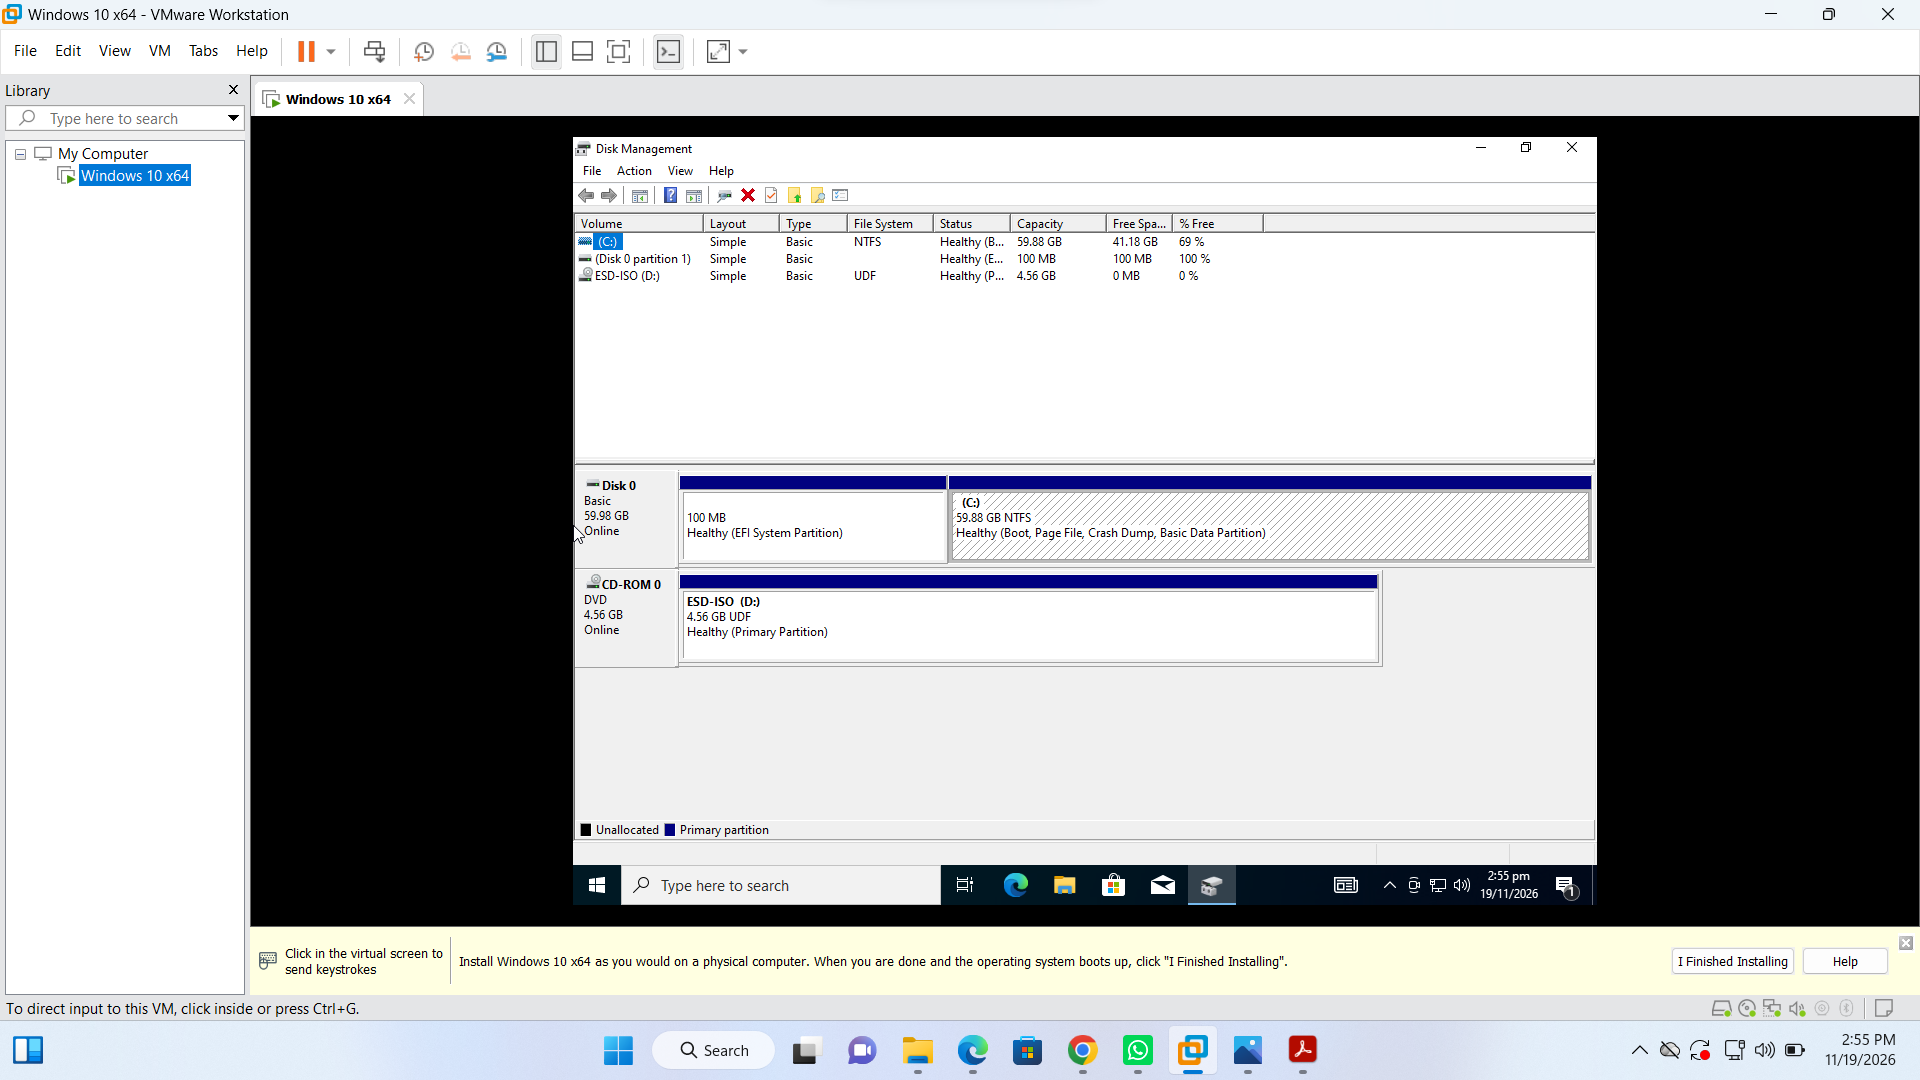 Windows 10 x64 - VMware Workstation
File Edit View VM Tabs Help
Library
Type here to search
My Computer
Windows 10 x64
Windows 10 x64
Disk Management
File Action View Help
Volume Layout Type File System Status Capacity Free Spa... % Free
(C:) Simple Basic NTFS Healthy (B... 59.88 GB 41.18 GB 69 %
(Disk 0 partition 1) Simple Basic Healthy (E... 100 MB 100 MB 100 %
ESD-ISO (D:) Simple Basic UDF Healthy (P... 4.56 GB 0 MB 0 %
Disk 0
Basic
59.98 GB
Online
100 MB
Healthy (EFI System Partition)
(C:)
59.88 GB NTFS
Healthy (Boot, Page File, Crash Dump, Basic Data Partition)
CD-ROM 0
DVD
4.56 GB
Online
ESD-ISO (D:)
4.56 GB UDF
Healthy (Primary Partition)
Unallocated Primary partition
Type here to search
2:55 pm
19/11/2026
1
Click in the virtual screen to
send keystrokes
Install Windows 10 x64 as you would on a physical computer. When you are done and the operating system boots up, click "I Finished Installing".
I Finished Installing
Help
To direct input to this VM, click inside or press Ctrl+G.
Search
2:55 PM
11/19/2026